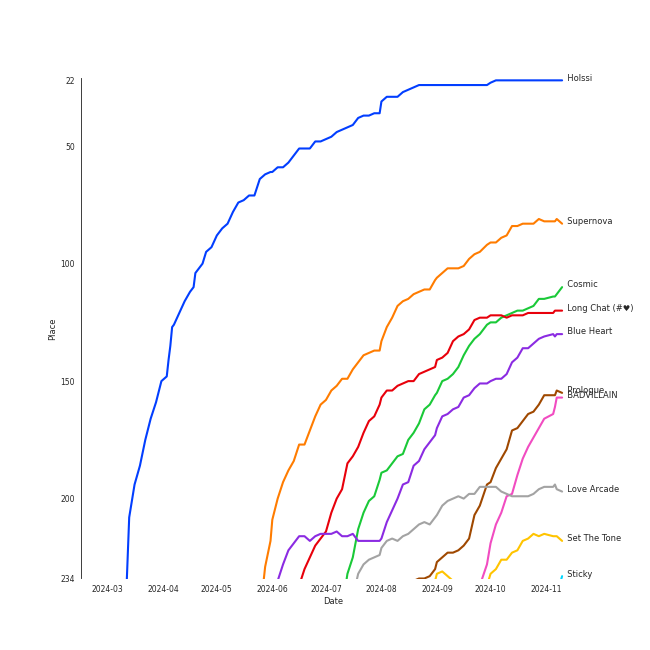 22
50
100
150
200
234
Place
2024-03
2024-04
2024-05
2024-06
2024-07
2024-08
2024-09
2024-10
2024-11
Date
Holssi
Supernova
Cosmic
Long Chat (#♥)
Blue Heart
Prologue
BADVILLAIN
Love Arcade
Set The Tone
Sticky